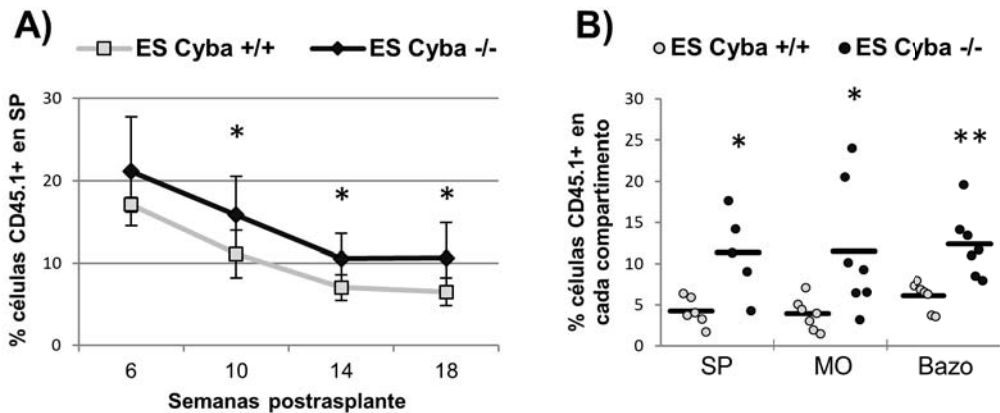 A)
ES Cyba +/+
ES Cyba -/-
% células CD45.1+ en SP
30
20
10
0
*
*
*
6
10
14
18
Semanas postrasplante
B)
ES Cyba +/+
ES Cyba -/-
% células CD45.1+ en
cada compartimento
30
25
20
15
10
5
0
*
*
**
SP
MO
Bazo